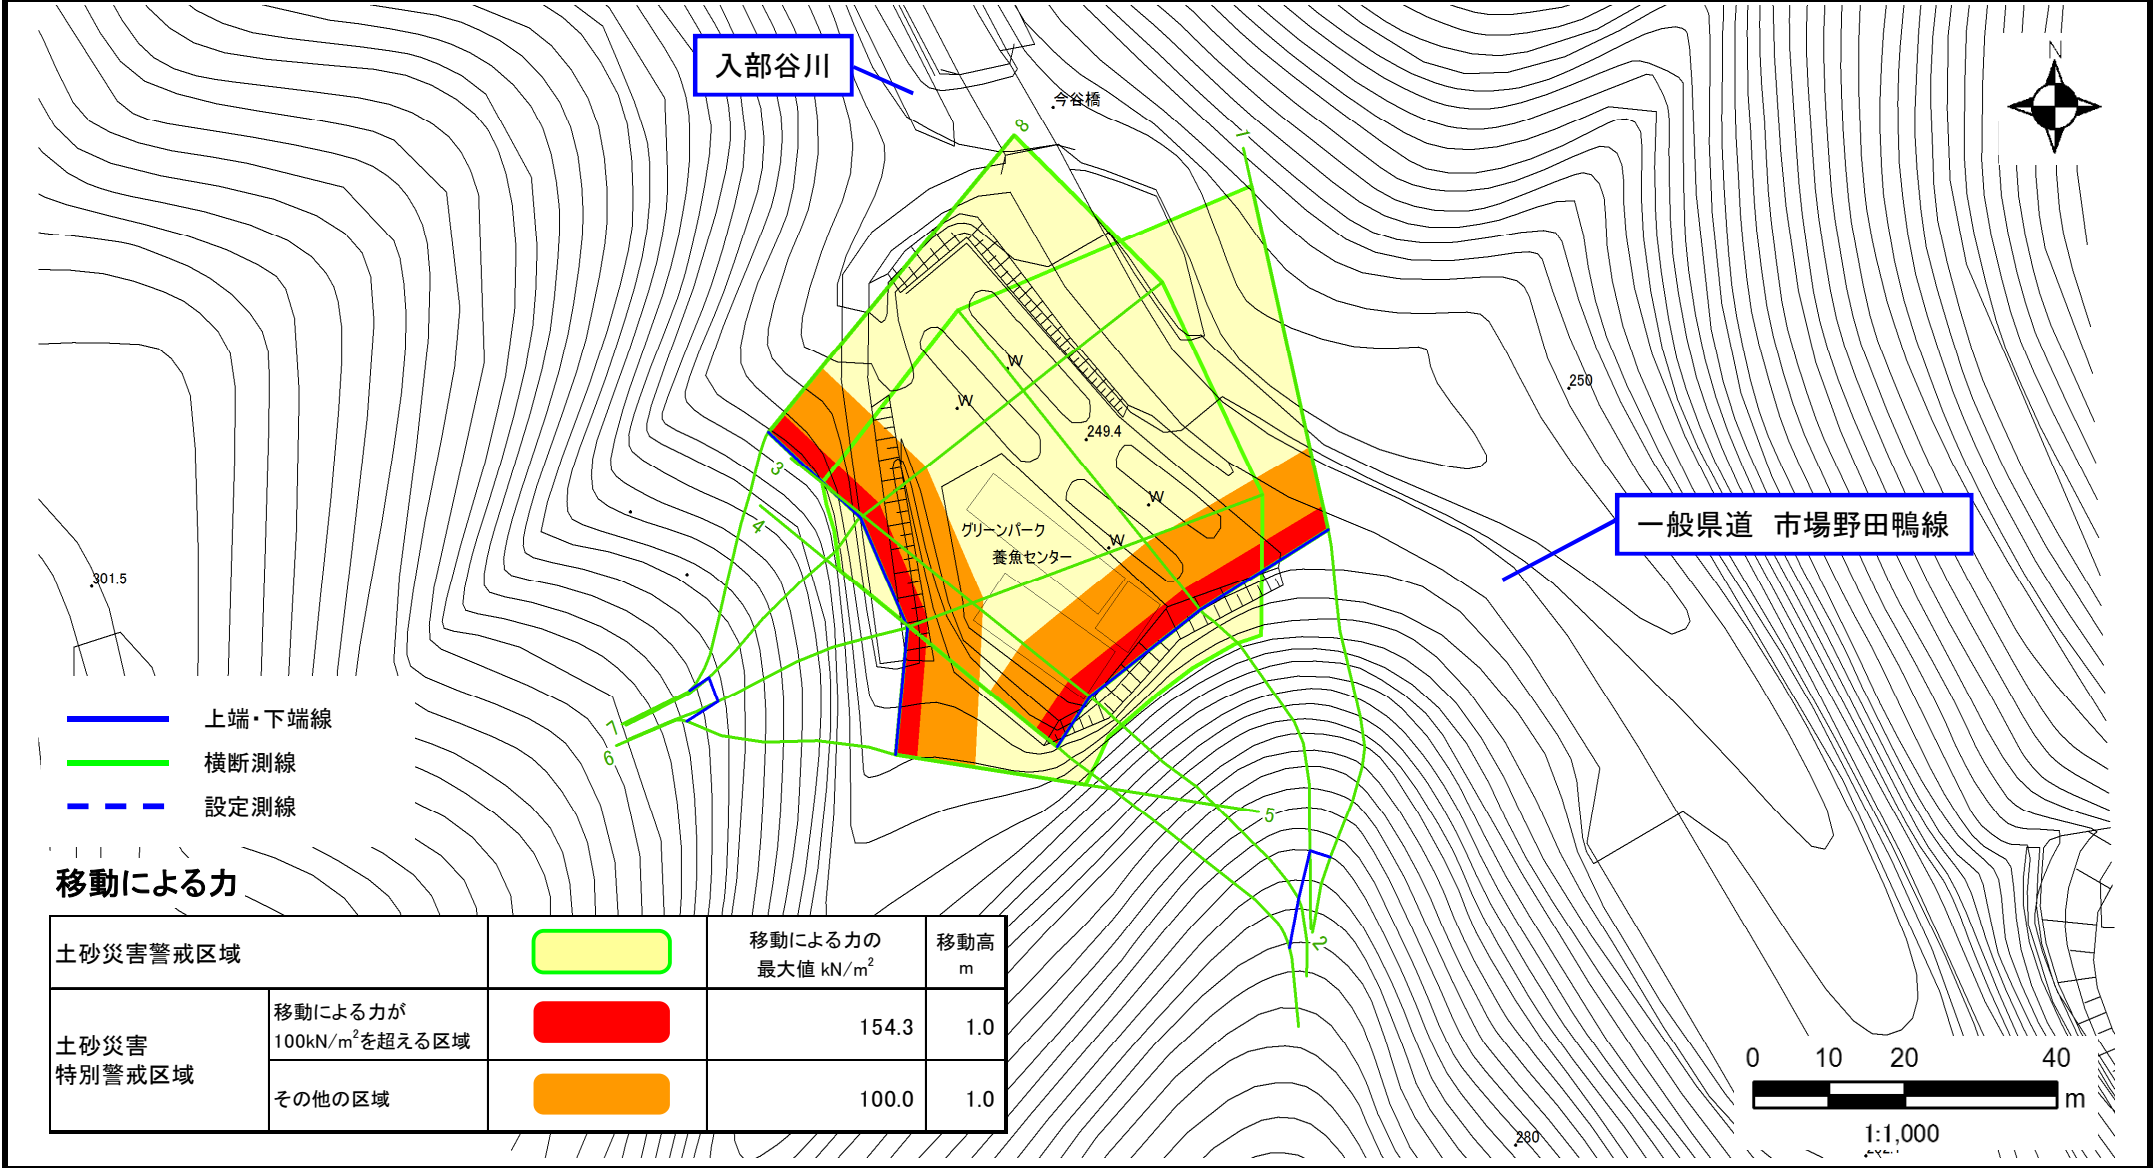 入部谷川
今谷橋
N
8
1
250
W
W
249.4
3
W
4
グリーンパーク
W
養魚センター
一般県道　市場野田鴨線
301.5
上端・下端線
7
6
横断測線
設定測線
5
2
移動による力
土砂災害警戒区域
移動による力の
最大値 kN/m²
移動高
m
土砂災害
特別警戒区域
移動による力が
100kN/m²を超える区域
154.3
1.0
その他の区域
100.0
1.0
0 10 20 40
m
1:1,000
280